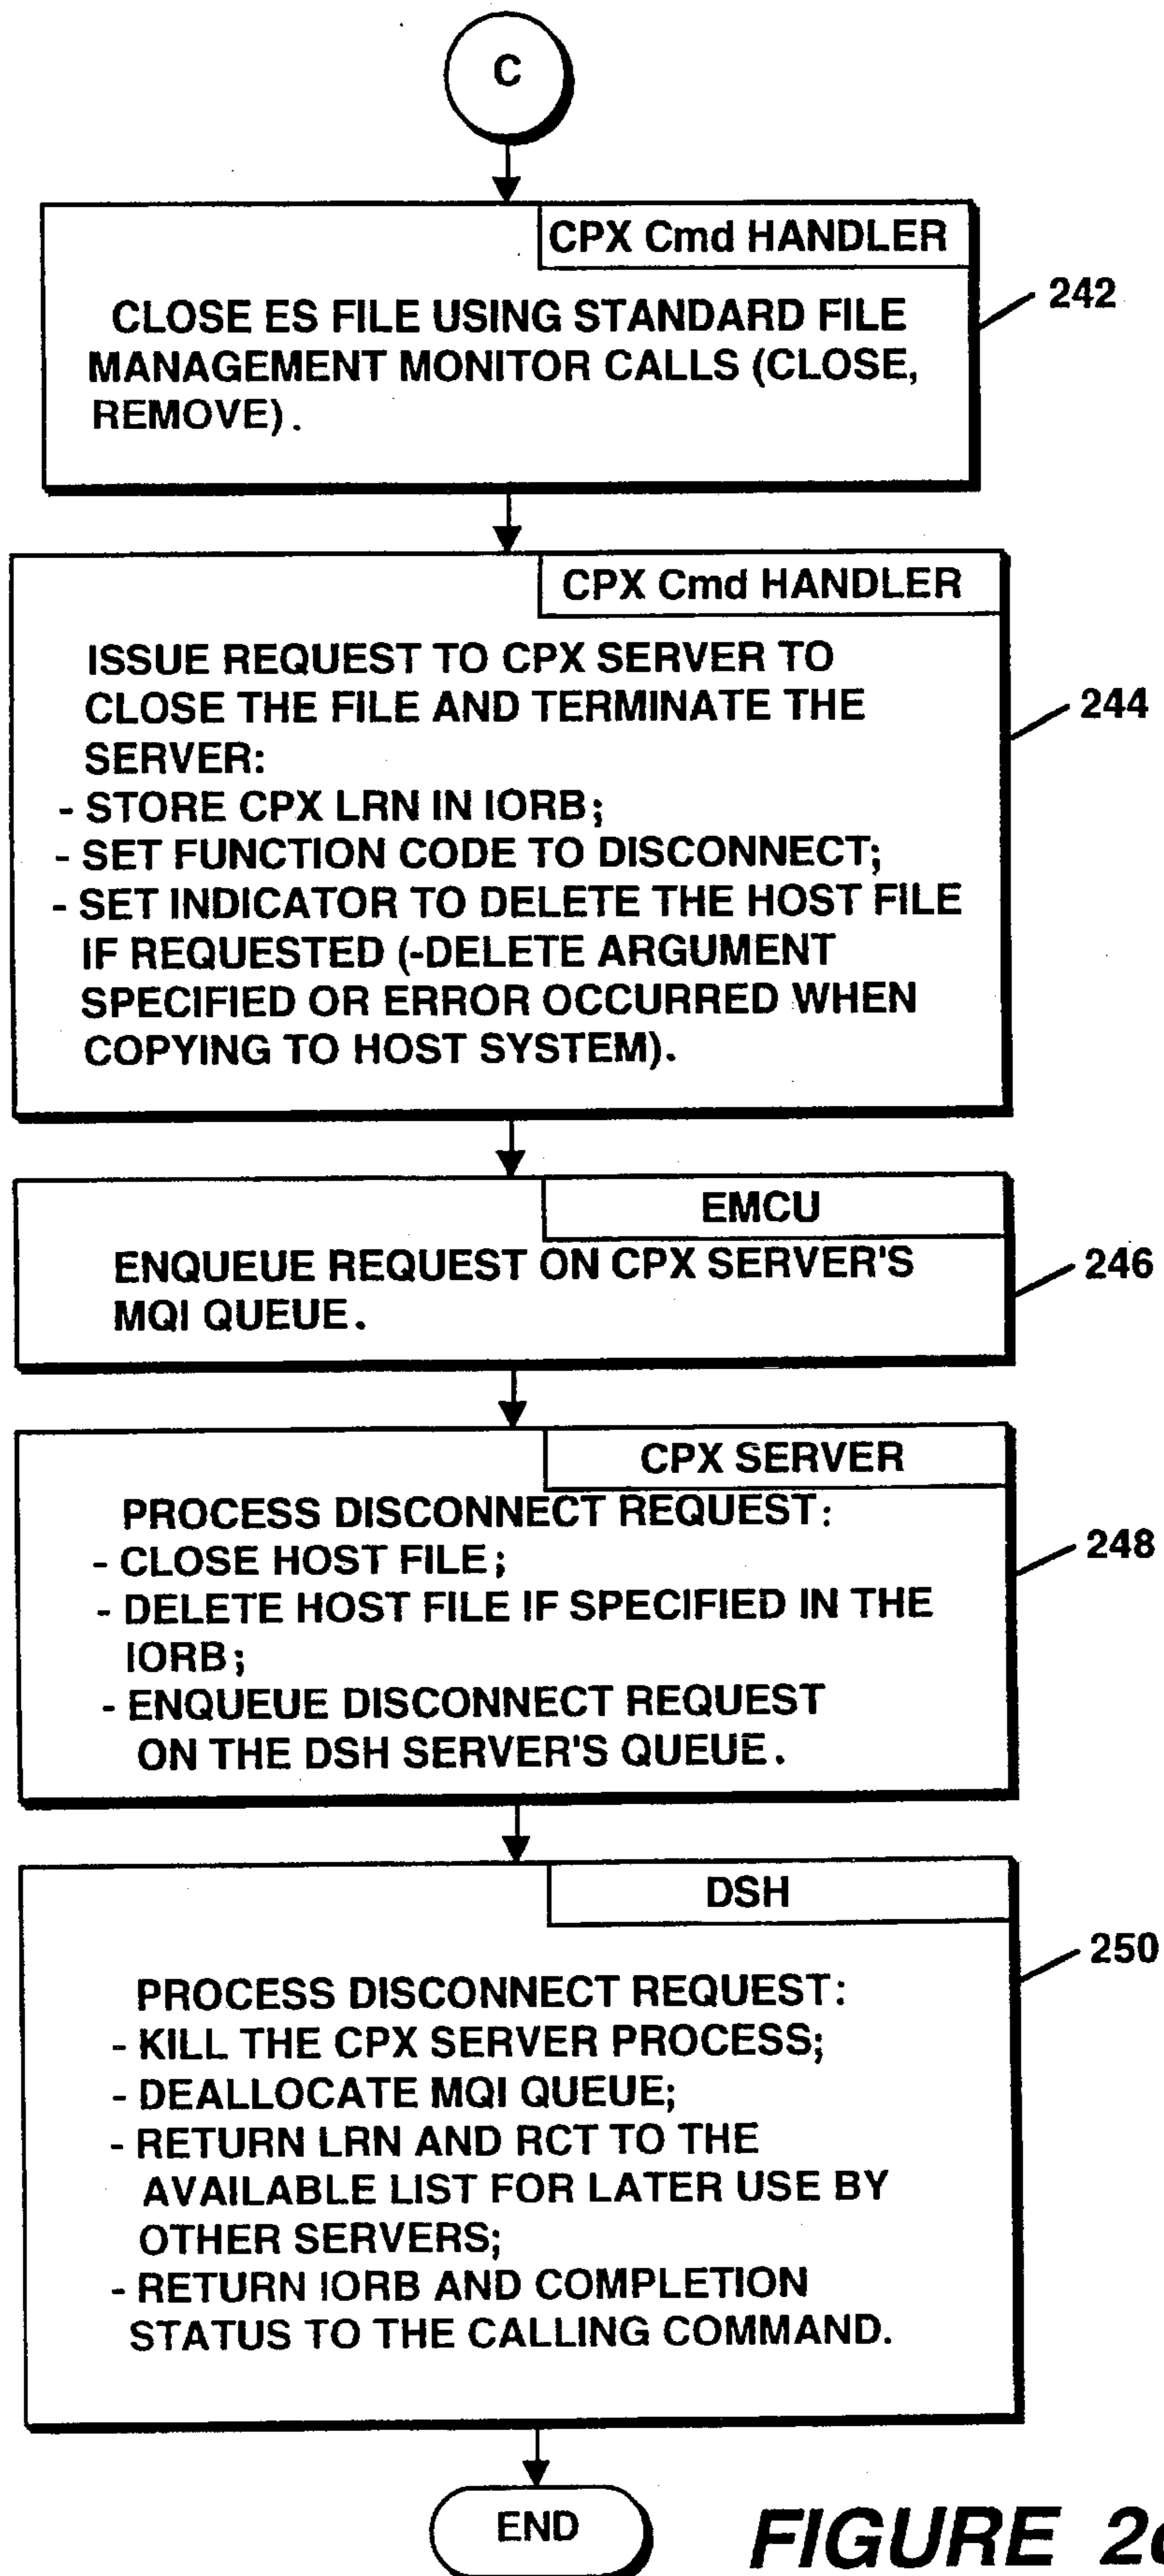 C
CPX Cmd HANDLER
242
CLOSE ES FILE USING STANDARD FILE
MANAGEMENT MONITOR CALLS (CLOSE,
REMOVE).
CPX Cmd HANDLER
244
ISSUE REQUEST TO CPX SERVER TO
CLOSE THE FILE AND TERMINATE THE
SERVER:
- STORE CPX LRN IN IORB;
- SET FUNCTION CODE TO DISCONNECT;
- SET INDICATOR TO DELETE THE HOST FILE
IF REQUESTED (-DELETE ARGUMENT
SPECIFIED OR ERROR OCCURRED WHEN
COPYING TO HOST SYSTEM).
EMCU
246
ENQUEUE REQUEST ON CPX SERVER'S
MQI QUEUE.
CPX SERVER
248
PROCESS DISCONNECT REQUEST:
- CLOSE HOST FILE;
- DELETE HOST FILE IF SPECIFIED IN THE
IORB;
- ENQUEUE DISCONNECT REQUEST
ON THE DSH SERVER'S QUEUE.
DSH
250
PROCESS DISCONNECT REQUEST:
- KILL THE CPX SERVER PROCESS;
- DEALLOCATE MQI QUEUE;
- RETURN LRN AND RCT TO THE
AVAILABLE LIST FOR LATER USE BY
OTHER SERVERS;
- RETURN IORB AND COMPLETION
STATUS TO THE CALLING COMMAND.
END
FIGURE